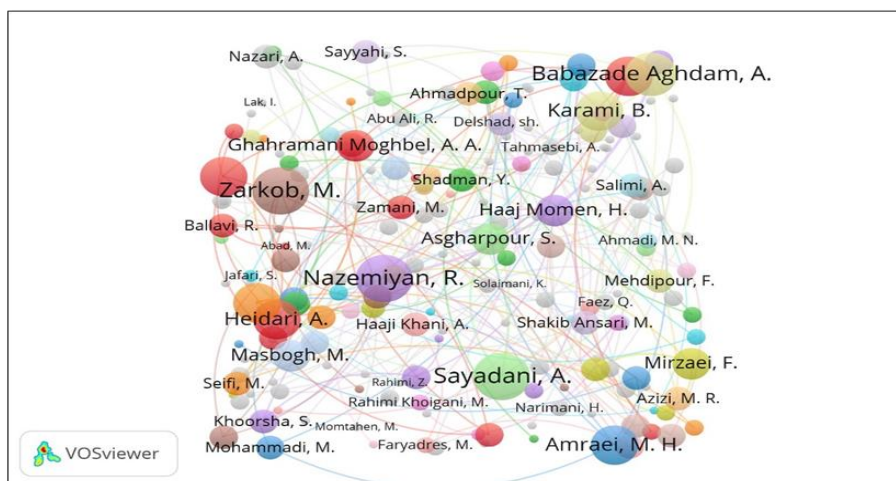 Nazari, A.
Sayyahi, S.
Babazade Aghdam, A.
Lak, I.
Ahmadpour, T.
Karami, B.
Abu Ali, R.
Delshad, sh.
Ghahramani Moghbel, A. A.
Tahmasebi, A.
Zarkob, M.
Shadman, Y.
Salimi, A.
Zamani, M.
Haaj Momen, H.
Ballavi, R.
Asgharpour, S.
Ahmadi, M. N.
Abad, M.
Jafari, S.
Nazemiyan, R.
Solaimani, K.
Mehdipour, F.
Faez, Q.
Heidari, A.
Haaji Khani, A.
Shakib Ansari, M.
Masbogh, M.
Mirzaei, F.
Seifi, M.
Rahimi, Z.
Sayadani, A.
Rahimi Khoigani, M.
Narimani, H.
Azizi, M. R.
Khoorsha, S.
Momtahen, M.
Mohammadi, M.
Faryadres, M.
Amraei, M. H.
VOSviewer